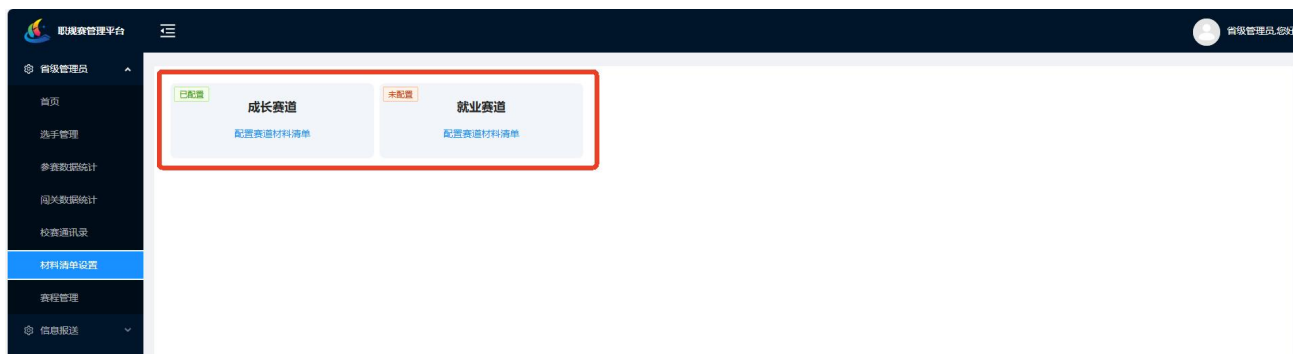 职规赛管理平台
省级管理员,您好
省级管理员
首页
选手管理
参赛数据统计
闯关数据统计
校赛通讯录
材料清单设置
赛程管理
信息报送
已配置
成长赛道
配置赛道材料清单
未配置
就业赛道
配置赛道材料清单